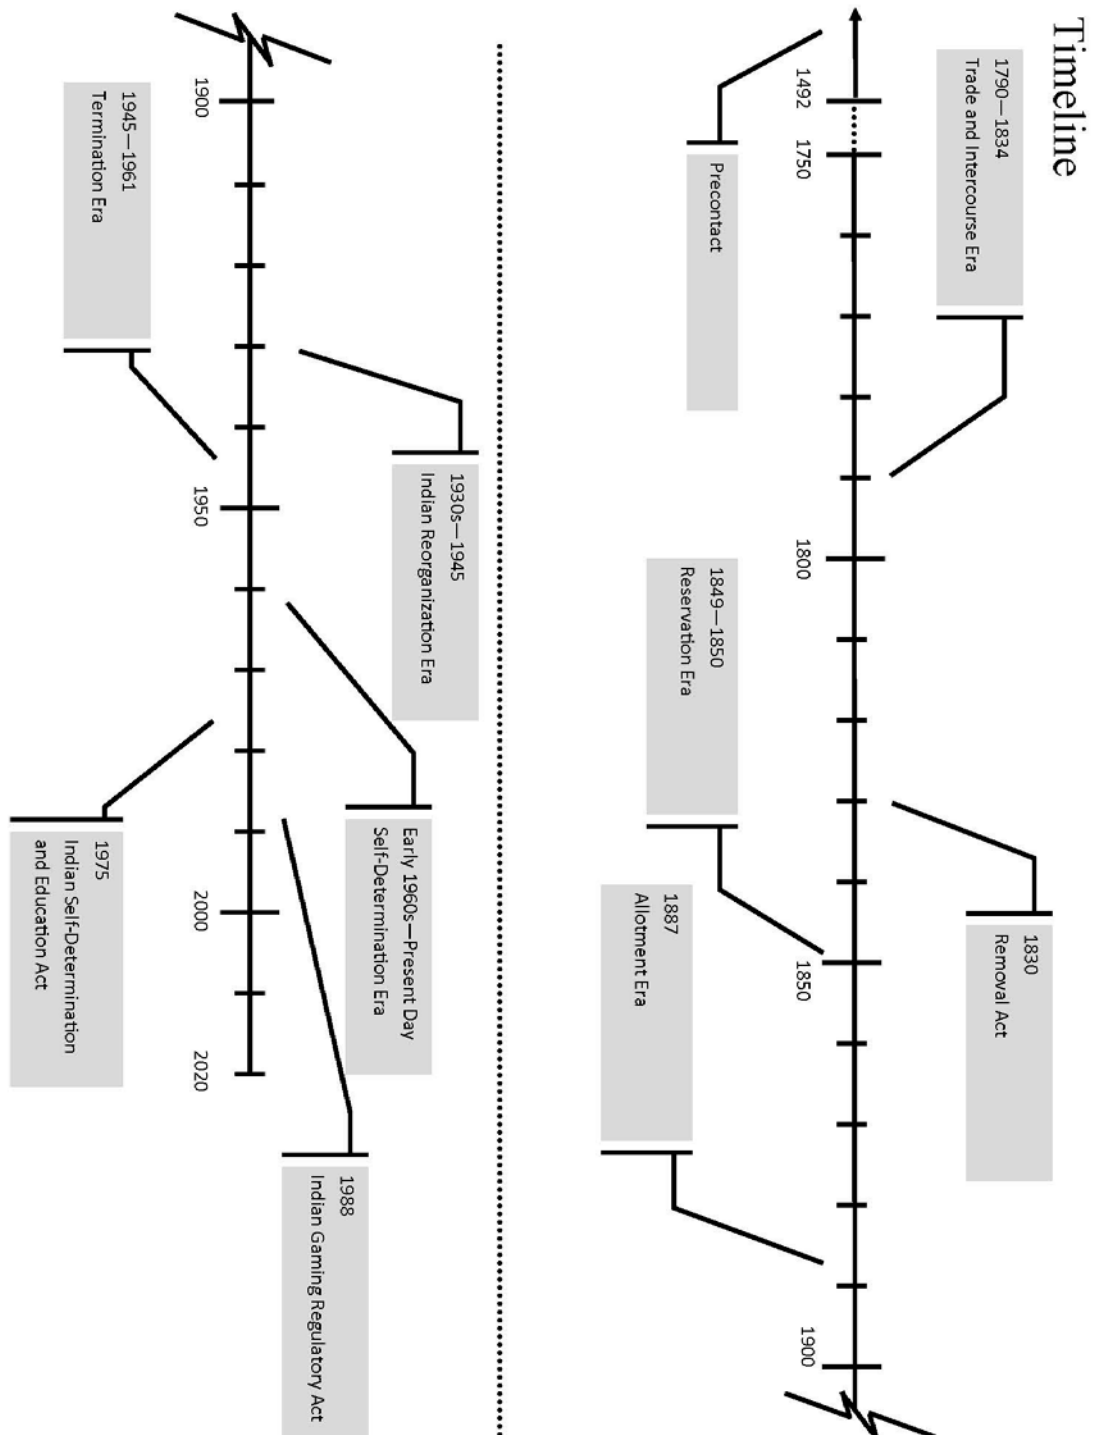 Timeline
1790—1834
Trade and Intercourse Era
1830
Removal Act
1492
1750
1800
1850
1900
Precontact
1849—1850
Reservation Era
1887
Allotment Era
1930s—1945
Indian Reorganization Era
Early 1960s—Present Day
Self-Determination Era
1988
Indian Gaming Regulatory Act
1900
1950
2000
2020
1945—1961
Termination Era
1975
Indian Self-Determination
and Education Act